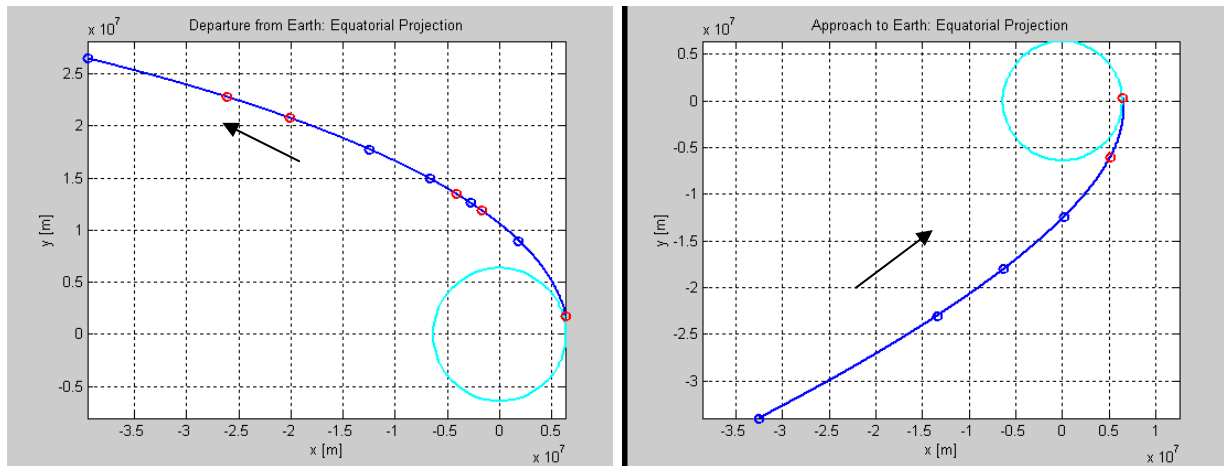 Departure from Earth: Equatorial Projection
x 10^7
2.5
2
1.5
1
0.5
0
-0.5
y [m]
-3.5 -3 -2.5 -2 -1.5 -1 -0.5 0 0.5
x [m]
x 10^7
Approach to Earth: Equatorial Projection
x 10^7
0.5
0
-0.5
-1
-1.5
-2
-2.5
-3
y [m]
-3.5 -3 -2.5 -2 -1.5 -1 -0.5 0 0.5 1
x [m]
x 10^7